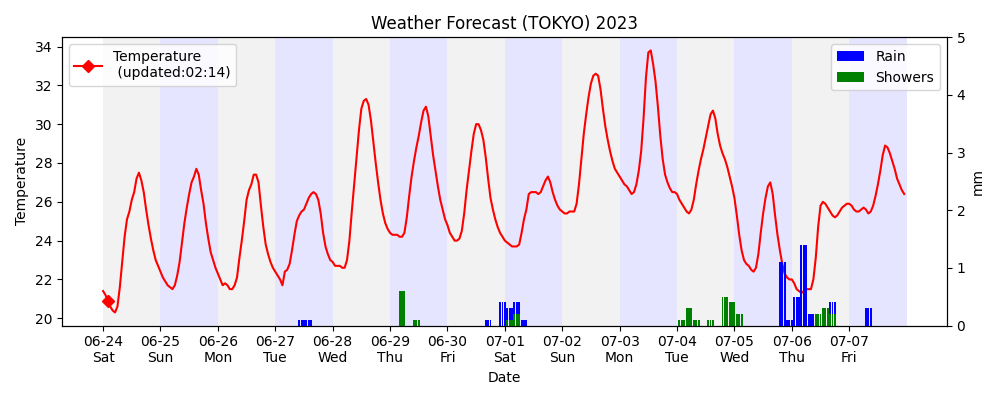 Weather Forecast (TOKYO) 2023
Temperature
(updated:02:14)
Rain
Showers
34
32
30
28
26
24
22
20
Temperature
5
4
3
2
1
0
mm
06-24 06-25 06-26 06-27 06-28 06-29 06-30 07-01 07-02 07-03 07-04 07-05 07-06 07-07
Sat Sun Mon Tue Wed Thu Fri Sat Sun Mon Tue Wed Thu Fri
Date